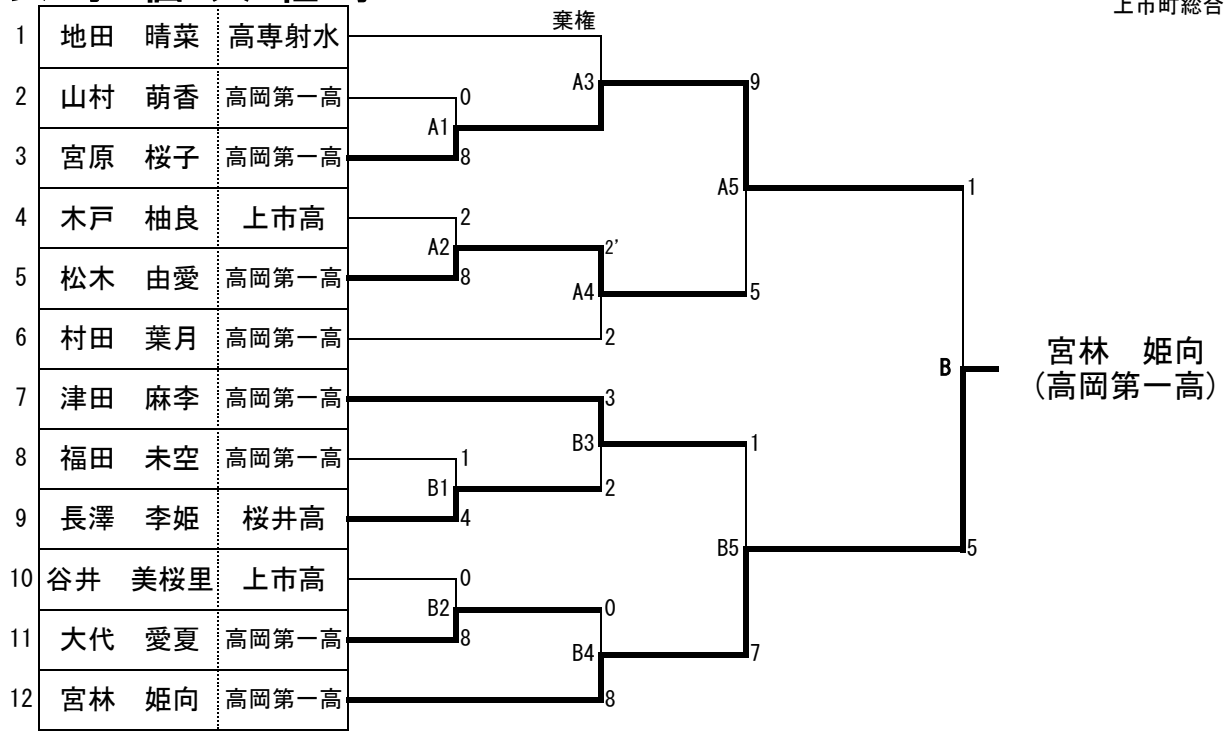 上市町総合
棄権
1 地田 晴菜 高専射水
A3 9
2 山村 萌香 高岡第一高 0
A1
3 宮原 桜子 高岡第一高 8
A5 1
4 木戸 柚良 上市高 2
A2 2'
5 松木 由愛 高岡第一高 8
A4 5
6 村田 葉月 高岡第一高 2
宮林 姫向
B
(高岡第一高)
7 津田 麻李 高岡第一高 3
B3 1
8 福田 未空 高岡第一高 1
B1 2
9 長澤 李姫 桜井高 4
B5 5
10 谷井 美桜里 上市高 0
B2 0
11 大代 愛夏 高岡第一高 8
B4 7
12 宮林 姫向 高岡第一高 8